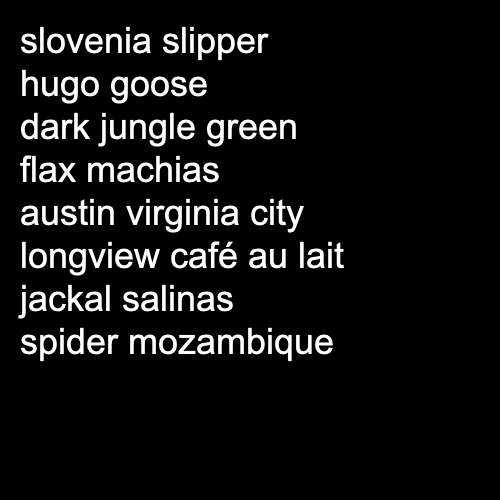 slovenia slipper
hugo goose
dark jungle green
flax machias
austin virginia city
longview café au lait
jackal salinas
spider mozambique